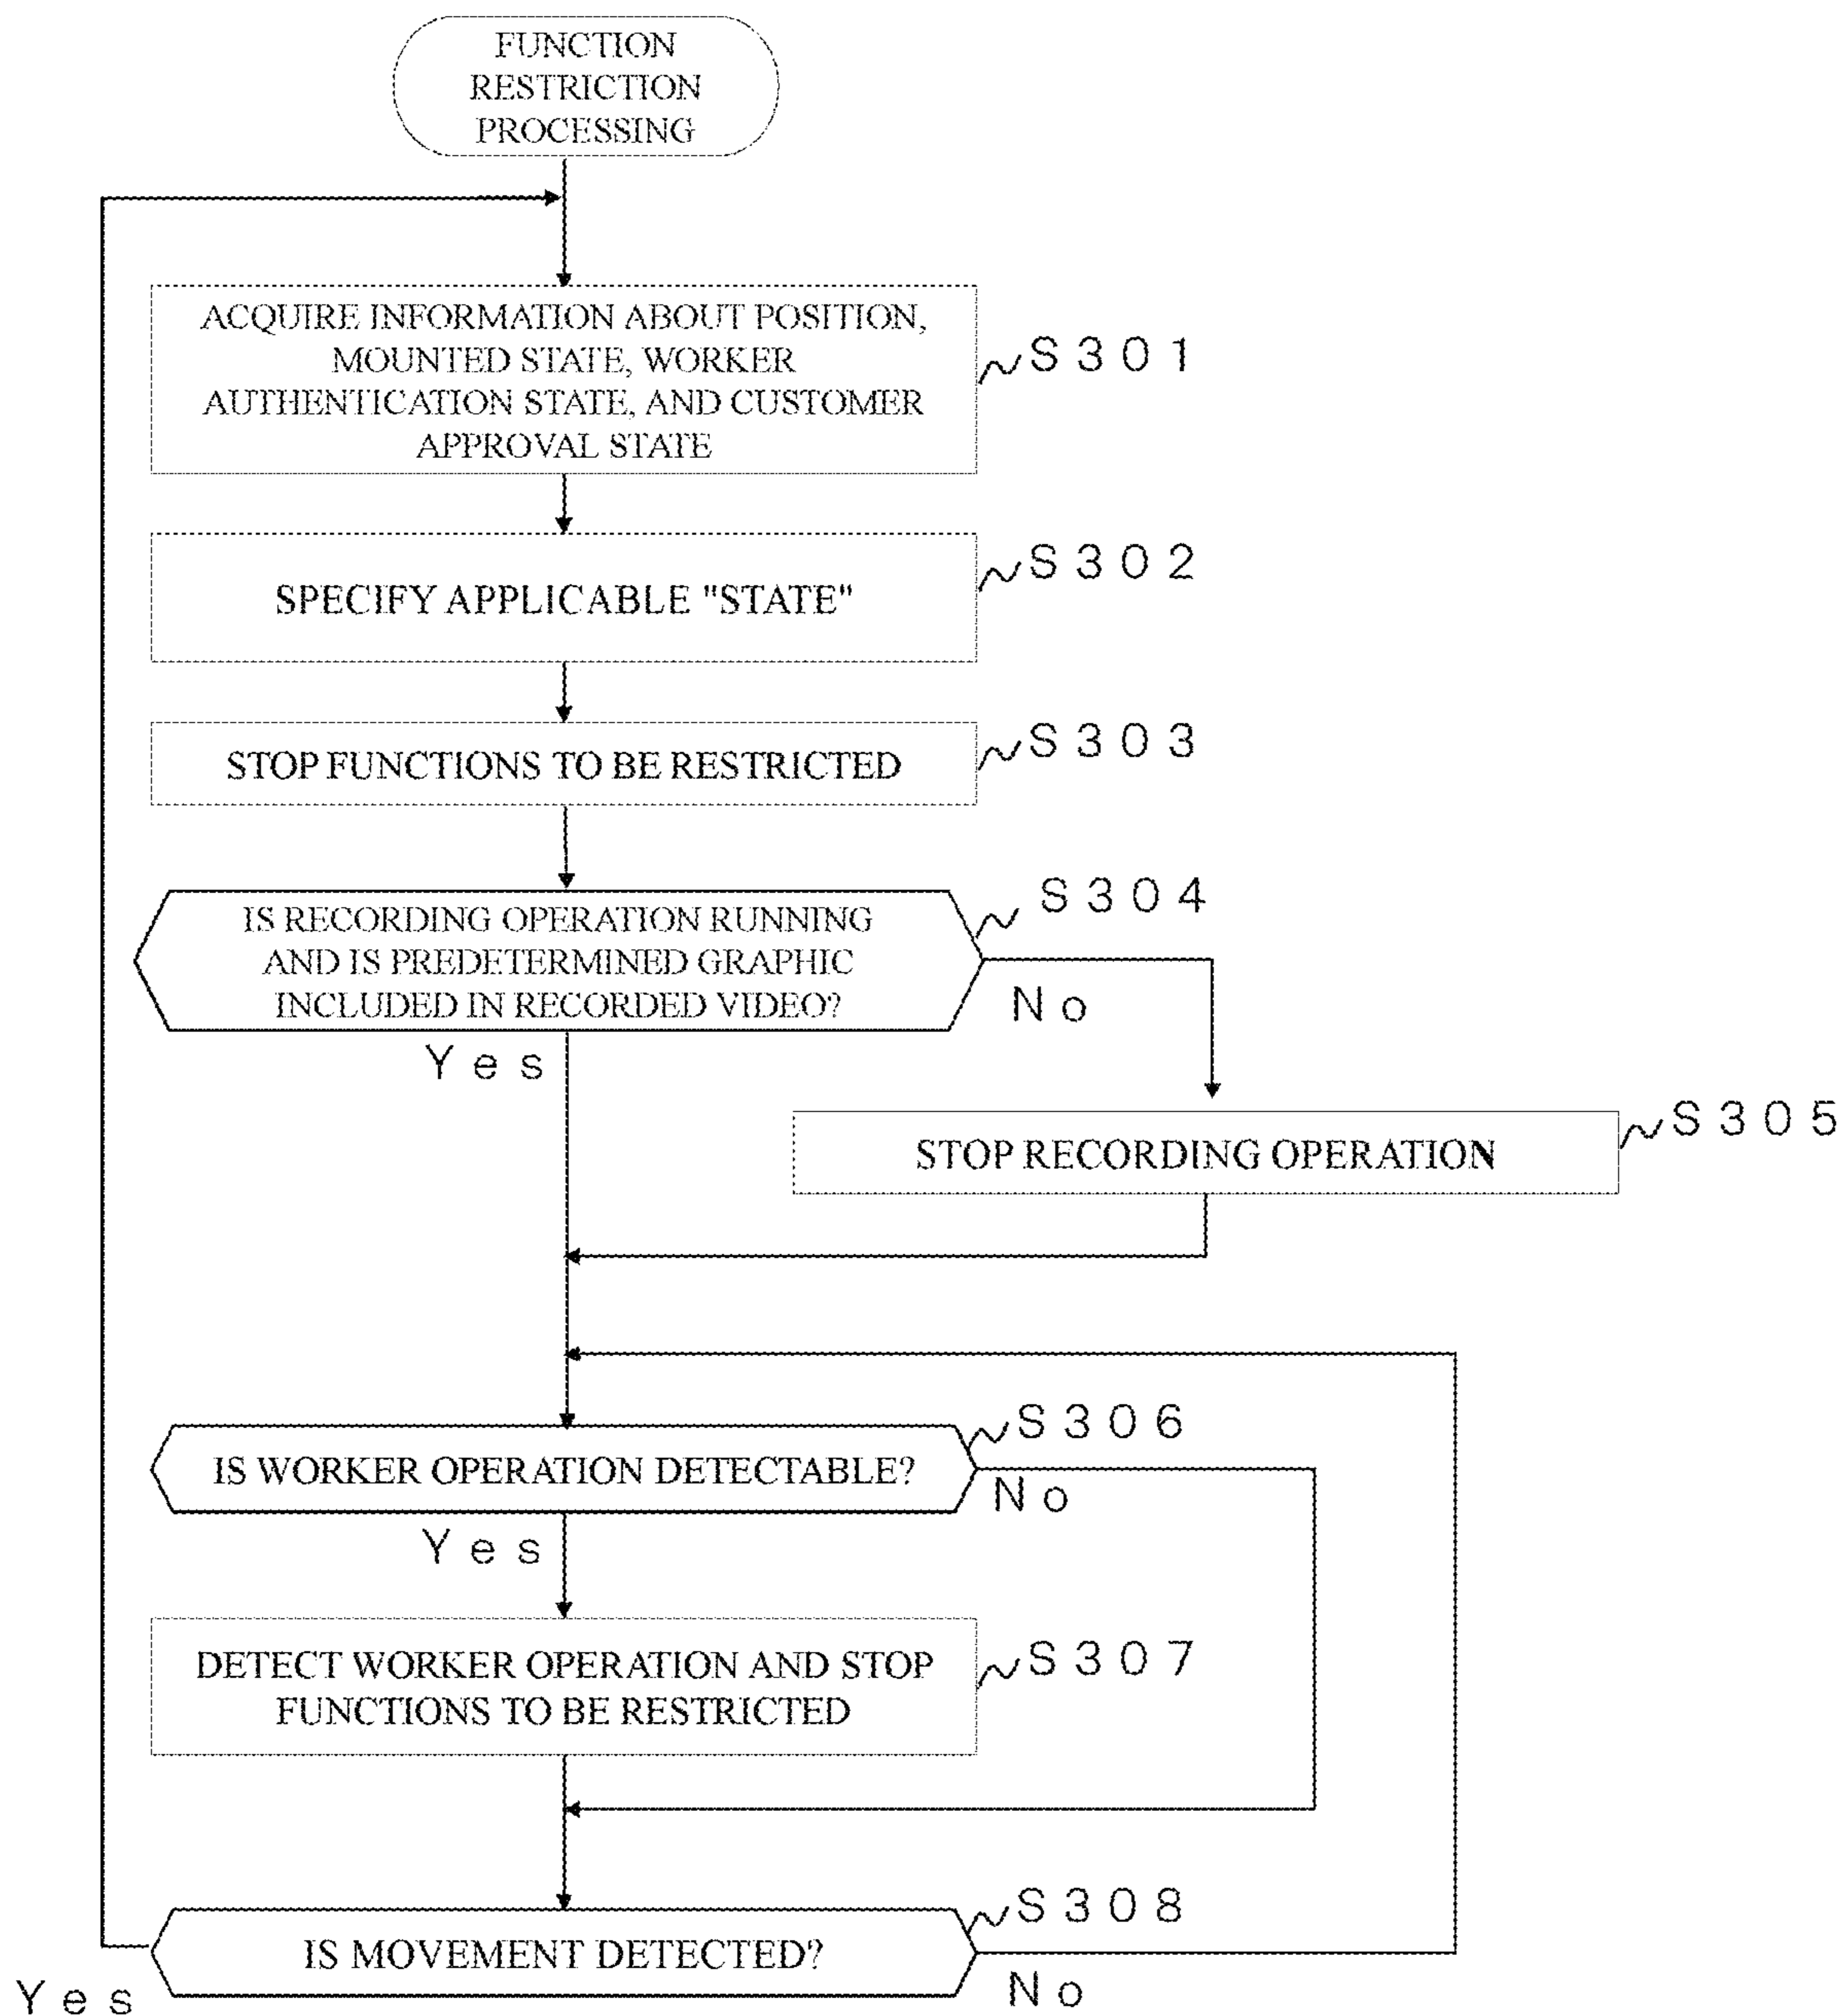 FUNCTION
RESTRICTION
PROCESSING
ACQUIRE INFORMATION ABOUT POSITION,
MOUNTED STATE, WORKER
AUTHENTICATION STATE, AND CUSTOMER
APPROVAL STATE
S301
SPECIFY APPLICABLE "STATE"
S302
STOP FUNCTIONS TO BE RESTRICTED
S303
IS RECORDING OPERATION RUNNING
AND IS PREDETERMINED GRAPHIC
INCLUDED IN RECORDED VIDEO?
S304
No
Yes
STOP RECORDING OPERATION
S305
IS WORKER OPERATION DETECTABLE?
S306
No
Yes
DETECT WORKER OPERATION AND STOP
FUNCTIONS TO BE RESTRICTED
S307
IS MOVEMENT DETECTED?
S308
Yes
No